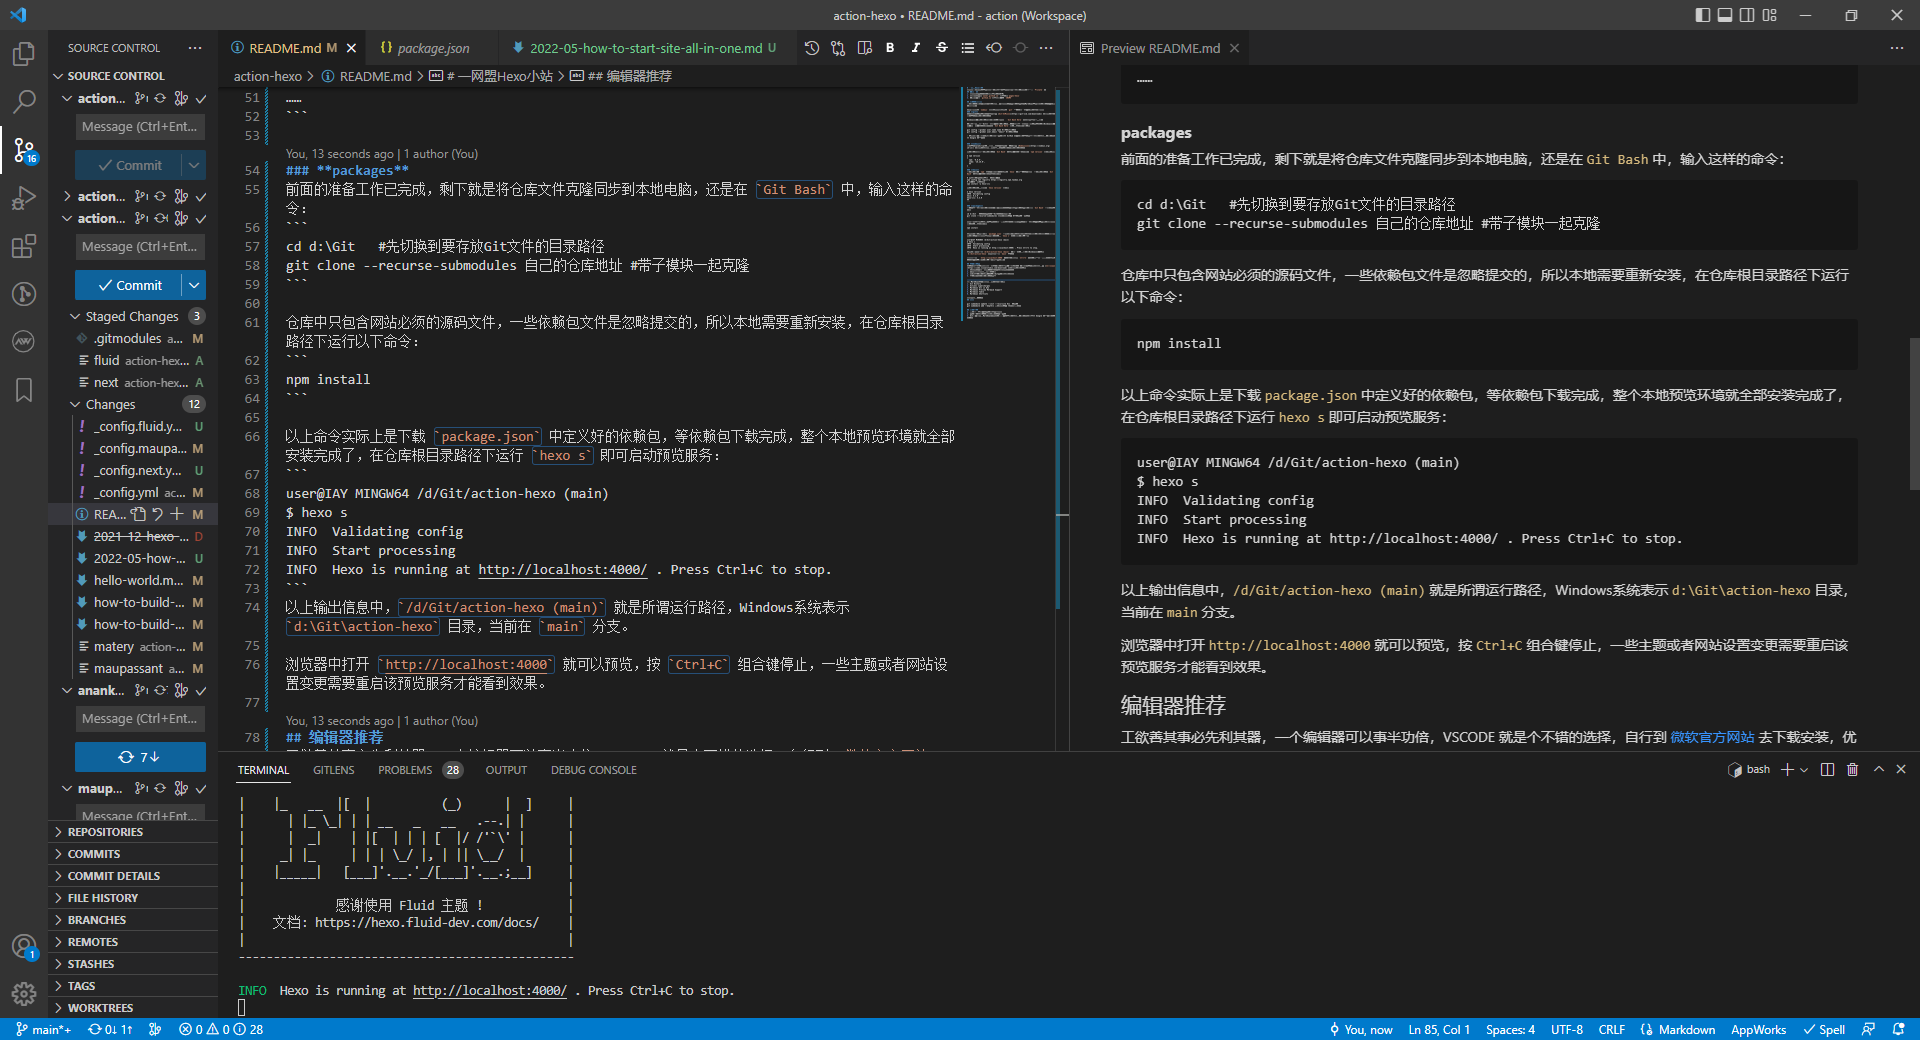 action-hexo • README.md - action (Workspace)
SOURCE CONTROL
SOURCE CONTROL
action...
Message (Ctrl+Ent...
Commit
action...
action...
Message (Ctrl+Ent...
Commit
Staged Changes 3
.gitmodules a... M
fluid action-hex... A
next action-hex... A
Changes 12
_config.fluid.y... U
_config.maupa... M
_config.next.y... U
_config.yml ac... M
REA... M
2021-12-hexo-... D
2022-05-how-... U
hello-world.m... M
how-to-build-... M
how-to-build-... M
matery action-... M
maupassant a... M
anank...
Message (Ctrl+Ent...
7↓
maup...
Message (Ctrl+Ent...
REPOSITORIES
COMMITS
COMMIT DETAILS
FILE HISTORY
BRANCHES
REMOTES
STASHES
TAGS
WORKTREES
16
1
README.md M
package.json
2022-05-how-to-start-site-all-in-one.md U
action-hexo > README.md > # 一网盟Hexo小站 > ## 编辑器推荐
51 ……
52 ```
53
You, 13 seconds ago | 1 author (You)
54 ### **packages**
55 前面的准备工作已完成，剩下就是将仓库文件克隆同步到本地电脑，还是在 `Git Bash` 中，输入这样的命
令：
56 ```
57 cd d:\Git   #先切换到要存放Git文件的目录路径
58 git clone --recurse-submodules 自己的仓库地址 #带子模块一起克隆
59 ```
60
61 仓库中只包含网站必须的源码文件，一些依赖包文件是忽略提交的，所以本地需要重新安装，在仓库根目录
路径下运行以下命令：
62 ```
63 npm install
64 ```
65
66 以上命令实际上是下载 `package.json` 中定义好的依赖包，等依赖包下载完成，整个本地预览环境就全部
安装完成了，在仓库根目录路径下运行 `hexo s` 即可启动预览服务：
67 ```
68 user@IAY MINGW64 /d/Git/action-hexo (main)
69 $ hexo s
70 INFO  Validating config
71 INFO  Start processing
72 INFO  Hexo is running at http://localhost:4000/ . Press Ctrl+C to stop.
73 ```
74 以上输出信息中，`/d/Git/action-hexo (main)` 就是所谓运行路径，Windows系统表示
`d:\Git\action-hexo` 目录，当前在 `main` 分支。
75
76 浏览器中打开 `http://localhost:4000` 就可以预览，按 `Ctrl+C` 组合键停止，一些主题或者网站设
置变更需要重启该预览服务才能看到效果。
77
You, 13 seconds ago | 1 author (You)
78 ## 编辑器推荐
Preview README.md
……
packages
前面的准备工作已完成，剩下就是将仓库文件克隆同步到本地电脑，还是在 Git Bash 中，输入这样的命令：
cd d:\Git   #先切换到要存放Git文件的目录路径
git clone --recurse-submodules 自己的仓库地址 #带子模块一起克隆
仓库中只包含网站必须的源码文件，一些依赖包文件是忽略提交的，所以本地需要重新安装，在仓库根目录路径下运行
以下命令：
npm install
以上命令实际上是下载 package.json 中定义好的依赖包，等依赖包下载完成，整个本地预览环境就全部安装完成了，
在仓库根目录路径下运行 hexo s 即可启动预览服务：
user@IAY MINGW64 /d/Git/action-hexo (main)
$ hexo s
INFO  Validating config
INFO  Start processing
INFO  Hexo is running at http://localhost:4000/ . Press Ctrl+C to stop.
以上输出信息中，/d/Git/action-hexo (main) 就是所谓运行路径，Windows系统表示 d:\Git\action-hexo 目录，
当前在 main 分支。
浏览器中打开 http://localhost:4000 就可以预览，按 Ctrl+C 组合键停止，一些主题或者网站设置变更需要重启该
预览服务才能看到效果。
编辑器推荐
工欲善其事必先利其器，一个编辑器可以事半功倍，VSCODE 就是个不错的选择，自行到 微软官方网站 去下载安装，优
TERMINAL GITLENS PROBLEMS 28 OUTPUT DEBUG CONSOLE
bash
感谢使用 Fluid 主题 !
文档: https://hexo.fluid-dev.com/docs/
INFO  Hexo is running at http://localhost:4000/ . Press Ctrl+C to stop.
main*+ 0↓ 1↑ 0 0 28
You, now Ln 85, Col 1 Spaces: 4 UTF-8 CRLF Markdown AppWorks Spell